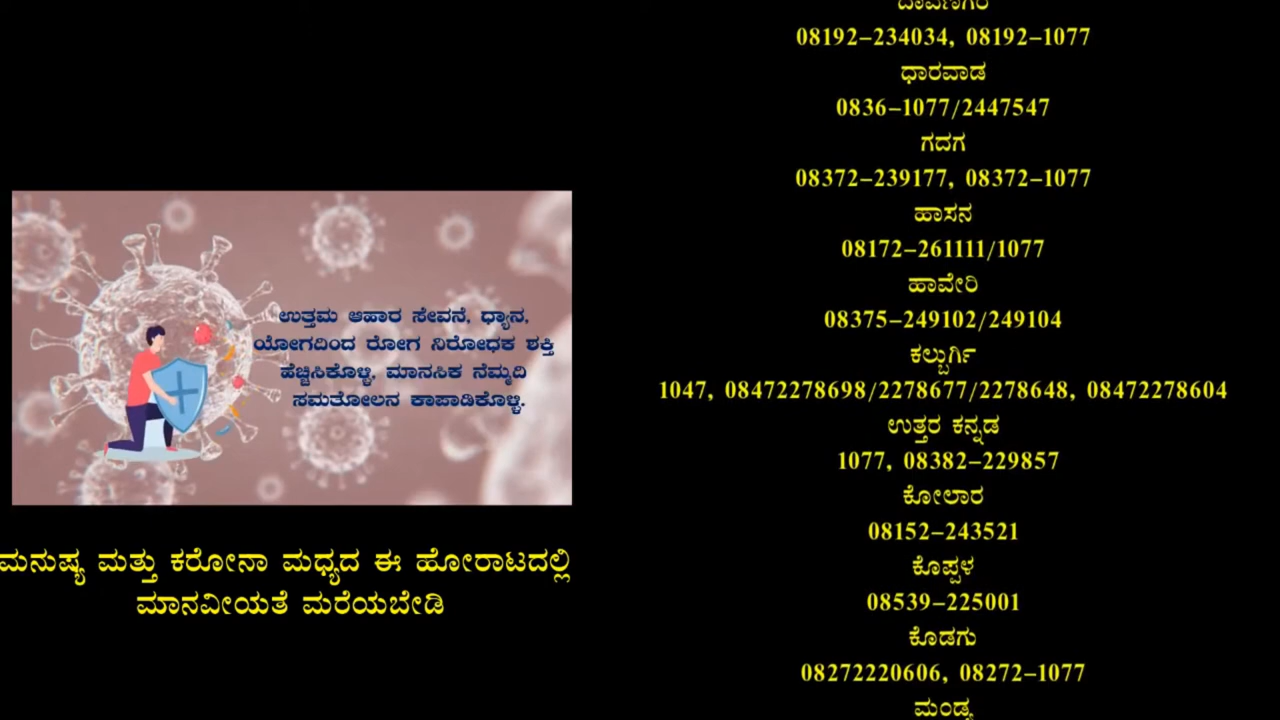 ಉತ್ತಮ ಆಹಾರ ಸೇವನೆ, ಧ್ಯಾನ,
ಯೋಗದಿಂದ ರೋಗ ನಿರೋಧಕ ಶಕ್ತಿ
ಹೆಚ್ಚಿಸಿಕೊಳ್ಳಿ. ಮಾನಸಿಕ ನೆಮ್ಮದಿ
ಸಮತೋಲನ ಕಾಪಾಡಿಕೊಳ್ಳಿ.
ಮನುಷ್ಯ ಮತ್ತು ಕರೋನಾ ಮಧ್ಯದ ಈ ಹೋರಾಟದಲ್ಲಿ
ಮಾನವೀಯತೆ ಮರೆಯಬೇಡಿ
08192-234034, 08192-1077
ಧಾರವಾಡ
0836-1077/2447547
ಗದಗ
08372-239177, 08372-1077
ಹಾಸನ
08172-261111/1077
ಹಾವೇರಿ
08375-249102/249104
ಕಲ್ಬುರ್ಗಿ
1047, 08472278698/2278677/2278648, 08472278604
ಉತ್ತರ ಕನ್ನಡ
1077, 08382-229857
ಕೋಲಾರ
08152-243521
ಕೊಪ್ಪಳ
08539-225001
ಕೊಡಗು
08272220606, 08272-1077
ಮಂಡ್ಯ